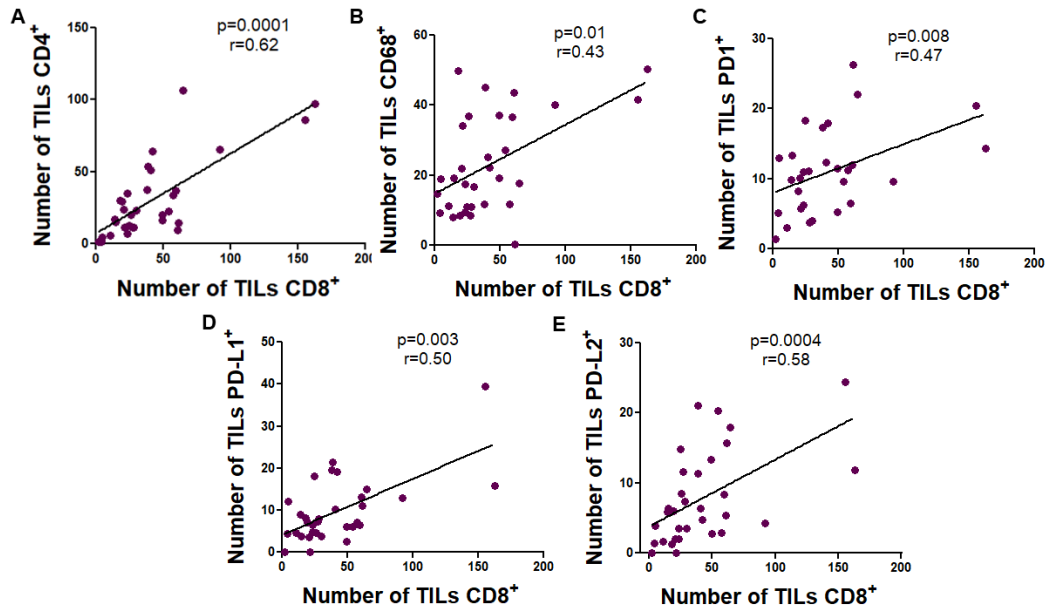 A
p=0.0001
r=0.62
Number of TILs CD4+
150
100
50
0
0 50 100 150 200
Number of TILs CD8+
B
p=0.01
r=0.43
Number of TILs CD68+
60
40
20
0
0 50 100 150 200
Number of TILs CD8+
C
p=0.008
r=0.47
Number of TILs PD1+
30
20
10
0
0 50 100 150 200
Number of TILs CD8+
D
p=0.003
r=0.50
Number of TILs PD-L1+
50
40
30
20
10
0
0 50 100 150 200
Number of TILs CD8+
E
p=0.0004
r=0.58
Number of TILs PD-L2+
30
20
10
0
0 50 100 150 200
Number of TILs CD8+